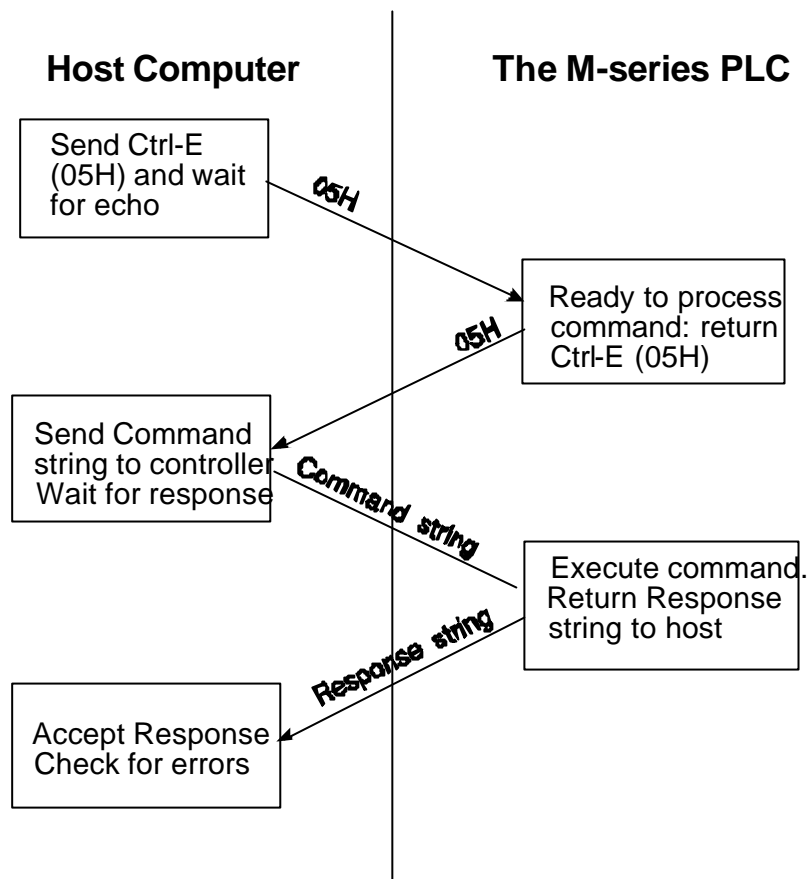 Host Computer
The M-series PLC
Send Ctrl-E
(05H) and wait
for echo
05H
Ready to process
command: return
Ctrl-E (05H)
05H
Send Command
string to controller
Wait for response
Command string
Execute command.
Return Response
string to host
Response string
Accept Response
Check for errors